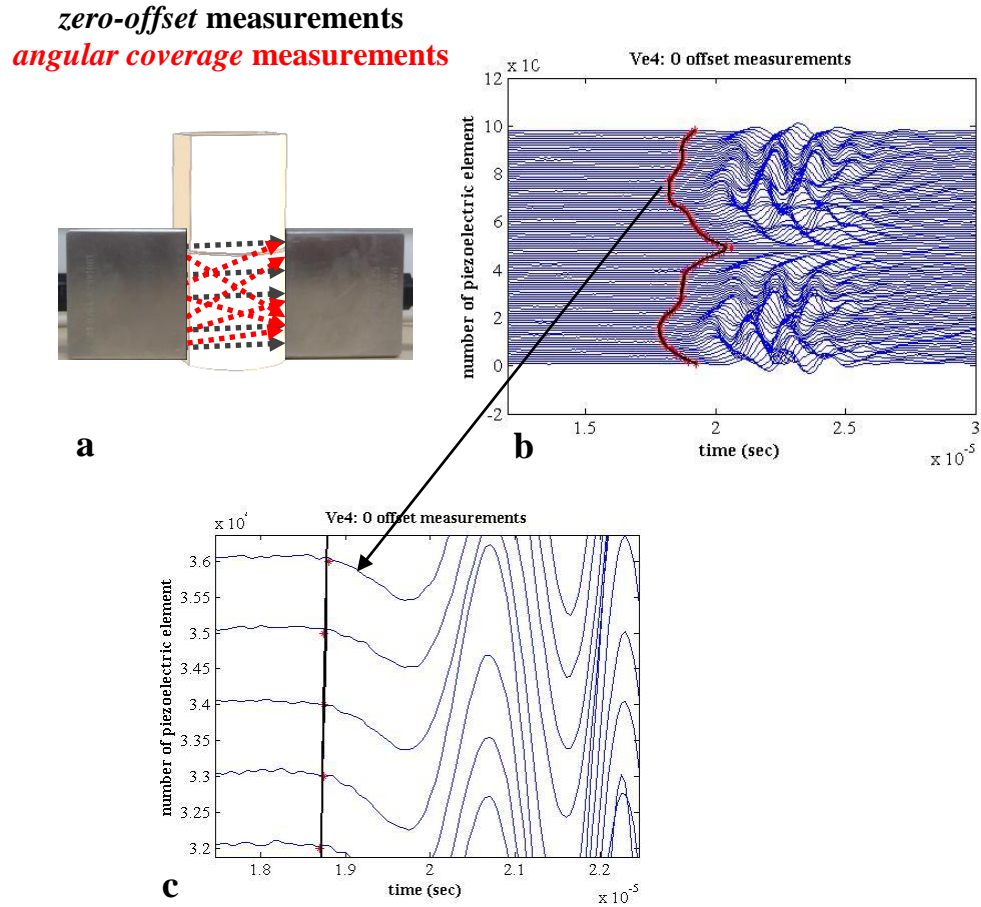 zero-offset measurements
angular coverage measurements
a
Ve4: 0 offset measurements
x 10
number of piezoelectric element
12
10
8
6
4
2
0
-2
1.5
2
2.5
3
time (sec)
x 10⁻⁵
b
Ve4: 0 offset measurements
x 10⁴
number of piezoelectric element
3.6
3.55
3.5
3.45
3.4
3.35
3.3
3.25
3.2
1.8
1.9
2
2.1
2.2
time (sec)
x 10⁻⁵
c